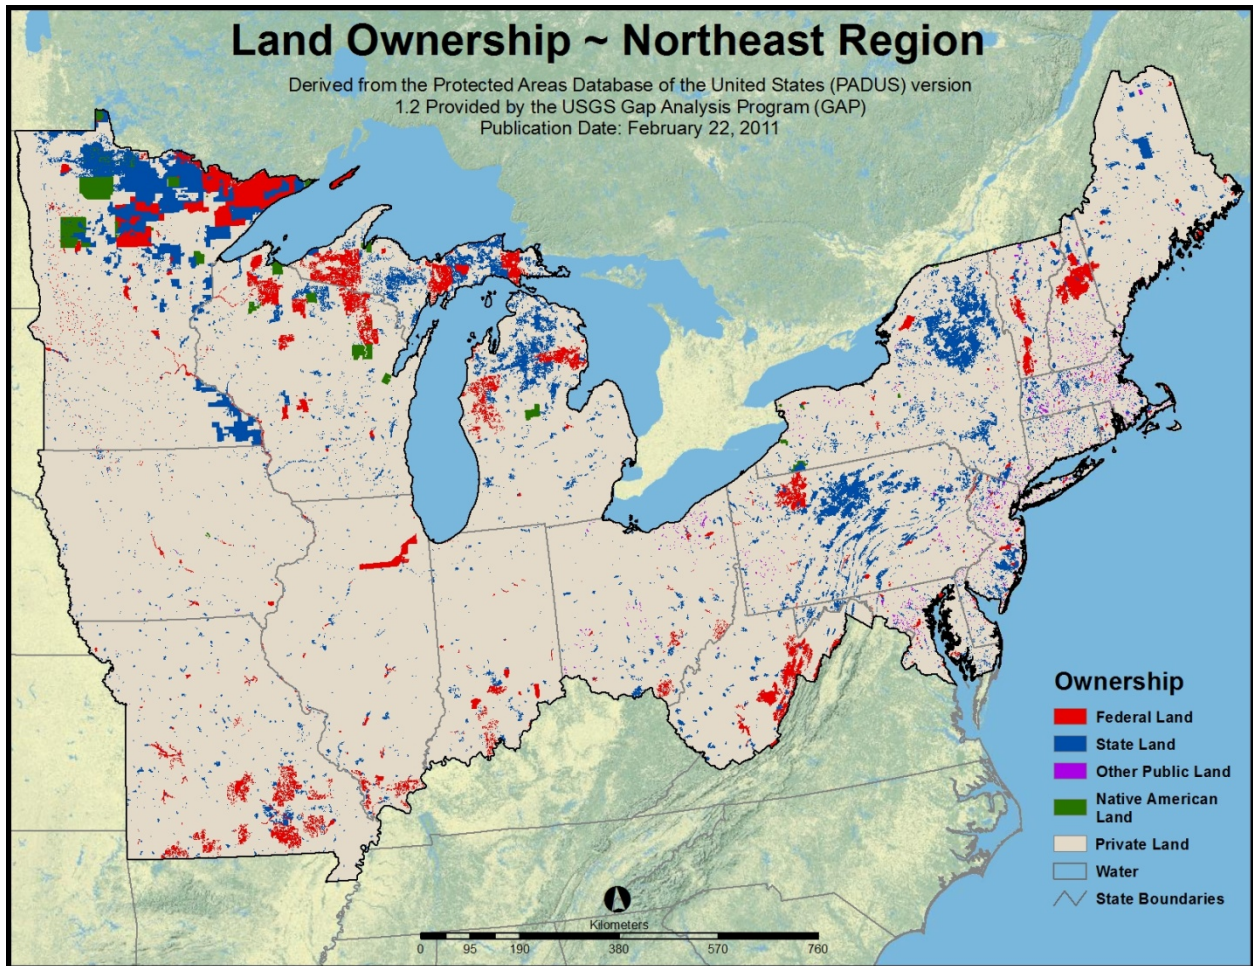 Land Ownership ~ Northeast Region
Derived from the Protected Areas Database of the United States (PADUS) version
1.2 Provided by the USGS Gap Analysis Program (GAP)
Publication Date: February 22, 2011
Ownership
Federal Land
State Land
Other Public Land
Native American
Land
Private Land
Water
State Boundaries
Kilometers
0 95 190 380 570 760